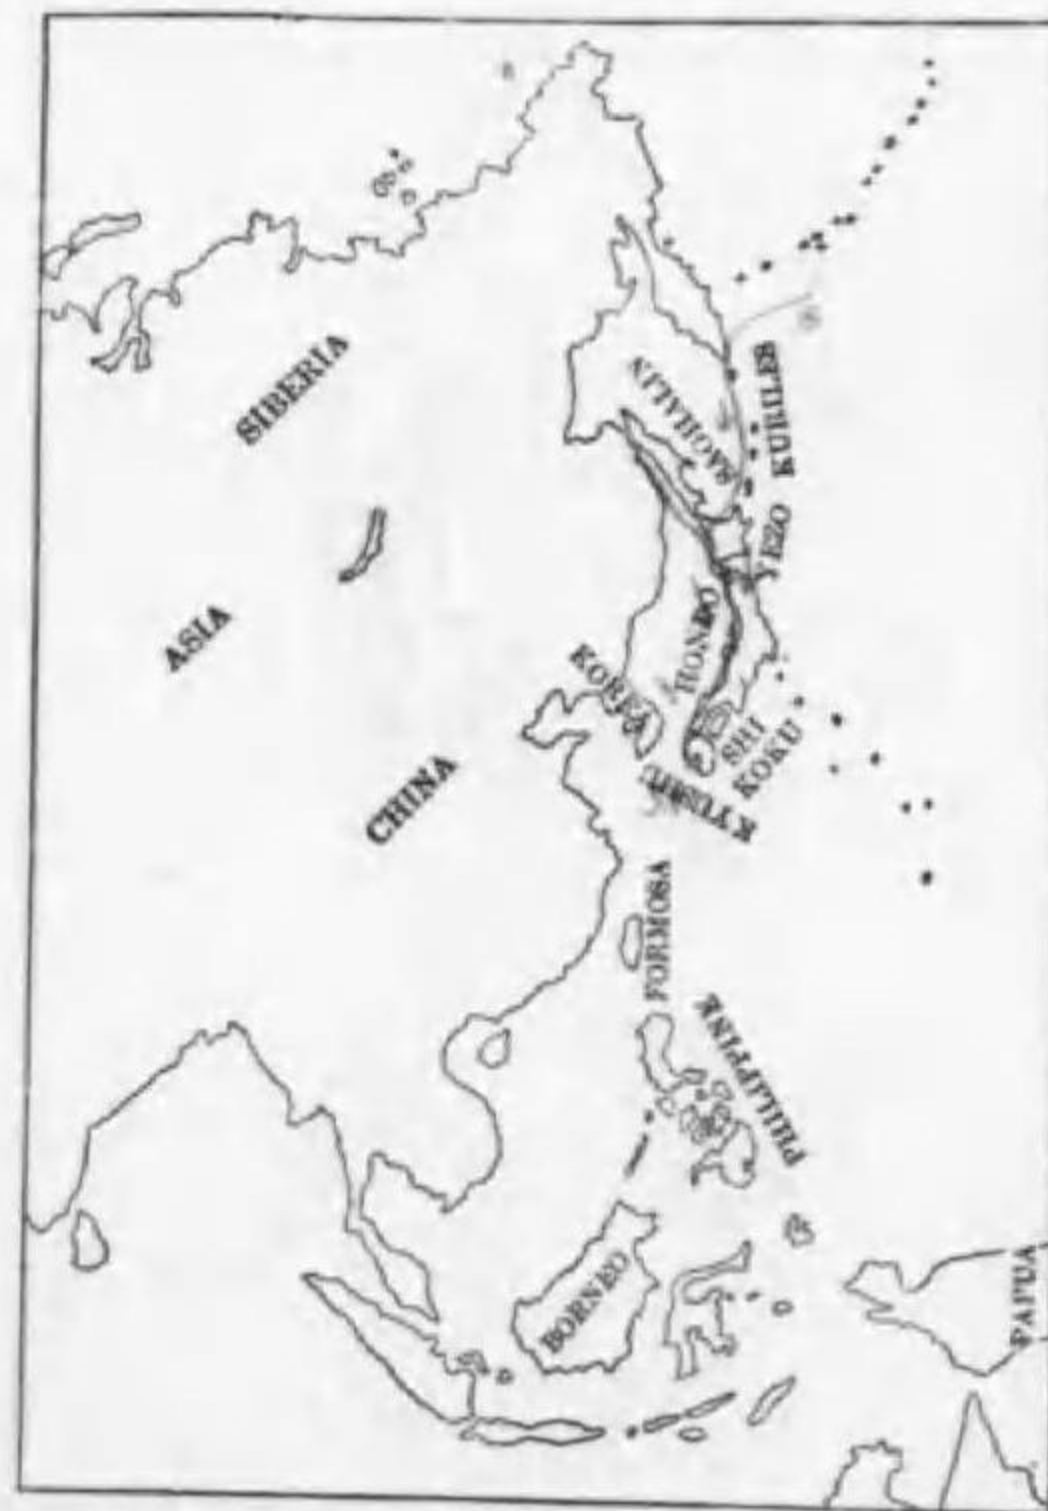 SIBERIA
SAGHALIN
KURILES
YEZO
ASIA
HONDO
KOREA
SHI
KOKU
CHINA
KYUSHU
FORMOSA
PHILIPPINE
BORNEO
PAPUA